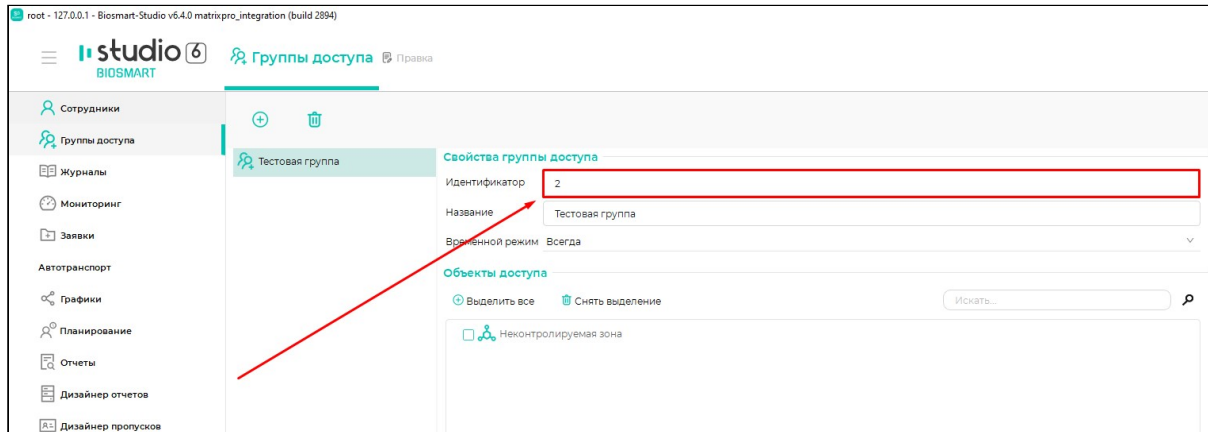 root - 127.0.0.1 - Biosmart-Studio v6.4.0 matrixpro_integration (build 2894)
studio 6
BIOSMART
Группы доступа
Правка
Сотрудники
Группы доступа
Журналы
Мониторинг
Заявки
Автотранспорт
Графики
Планирование
Отчеты
Дизайнер отчетов
Дизайнер пропусков
Тестовая группа
Свойства группы доступа
Идентификатор 2
Название Тестовая группа
Временной режим Всегда
Объекты доступа
Выделить все Снять выделение Искать...
Неконтролируемая зона